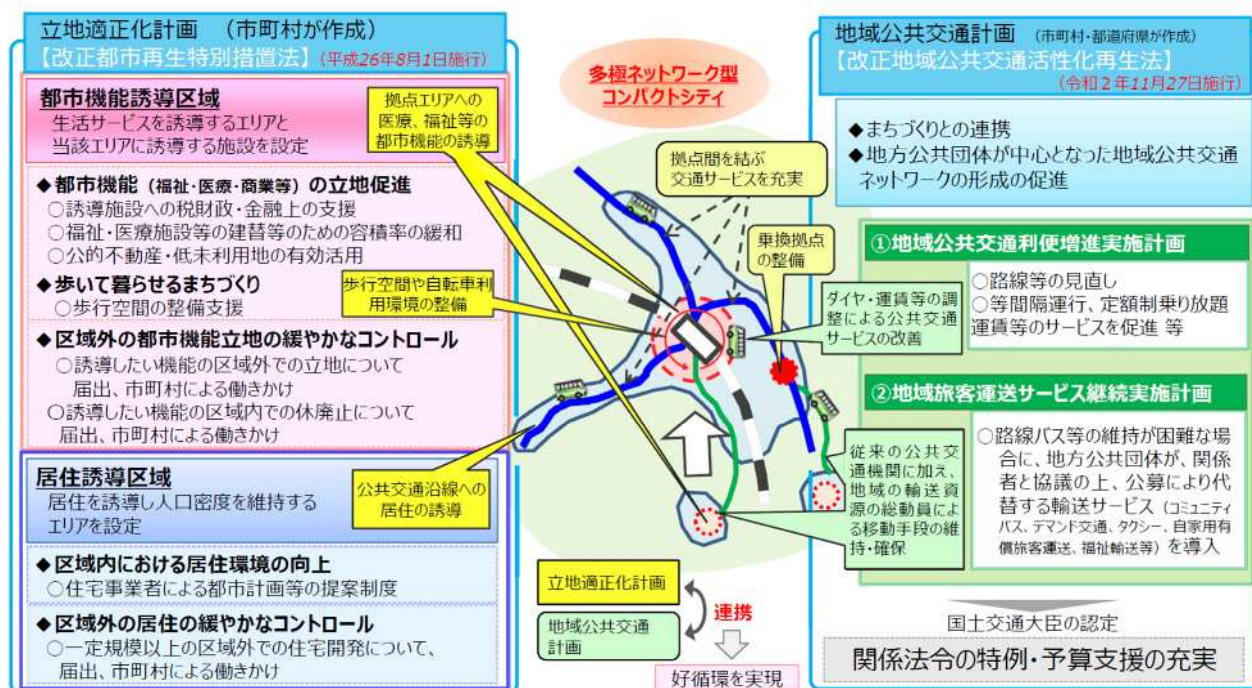 立地適正化計画 （市町村が作成）
【改正都市再生特別措置法】（平成26年8月1日施行）
都市機能誘導区域
生活サービスを誘導するエリアと
当該エリアに誘導する施設を設定
◆都市機能（福祉・医療・商業等）の立地促進
○誘導施設への税財政・金融上の支援
○福祉・医療施設等の建替等のための容積率の緩和
○公的不動産・低未利用地の有効活用
◆歩いて暮らせるまちづくり
○歩行空間の整備支援
◆区域外の都市機能立地の緩やかなコントロール
○誘導したい機能の区域外での立地について
届出、市町村による働きかけ
○誘導したい機能の区域内での休廃止について
届出、市町村による働きかけ
居住誘導区域
居住を誘導し人口密度を維持する
エリアを設定
◆区域内における居住環境の向上
○住宅事業者による都市計画等の提案制度
◆区域外の居住の緩やかなコントロール
○一定規模以上の区域外での住宅開発について、
届出、市町村による働きかけ
多極ネットワーク型
コンパクトシティ
拠点エリアへの
医療、福祉等の
都市機能の誘導
拠点間を結ぶ
交通サービスを充実
乗換拠点
の整備
歩行空間や自転車利
用環境の整備
ダイヤ・運賃等の調
整による公共交通
サービスの改善
公共交通沿線への
居住の誘導
従来の公共交
通機関に加え、
地域の輸送資
源の総動員による
移動手段の維
持・確保
立地適正化計画
地域公共交通
計画
連携
好循環を実現
地域公共交通計画 （市町村・都道府県が作成）
【改正地域公共交通活性化再生法】
（令和２年11月27日施行）
◆まちづくりとの連携
◆地方公共団体が中心となった地域公共交通
ネットワークの形成の促進
①地域公共交通利便増進実施計画
○路線等の見直し
○等間隔運行、定額制乗り放題
運賃等のサービスを促進 等
②地域旅客運送サービス継続実施計画
○路線バス等の維持が困難な場
合に、地方公共団体が、関係
者と協議の上、公募により代
替する輸送サービス（コミュニティ
バス、デマンド交通、タクシー、自家用有
償旅客運送、福祉輸送等）を導入
国土交通大臣の認定
関係法令の特例・予算支援の充実